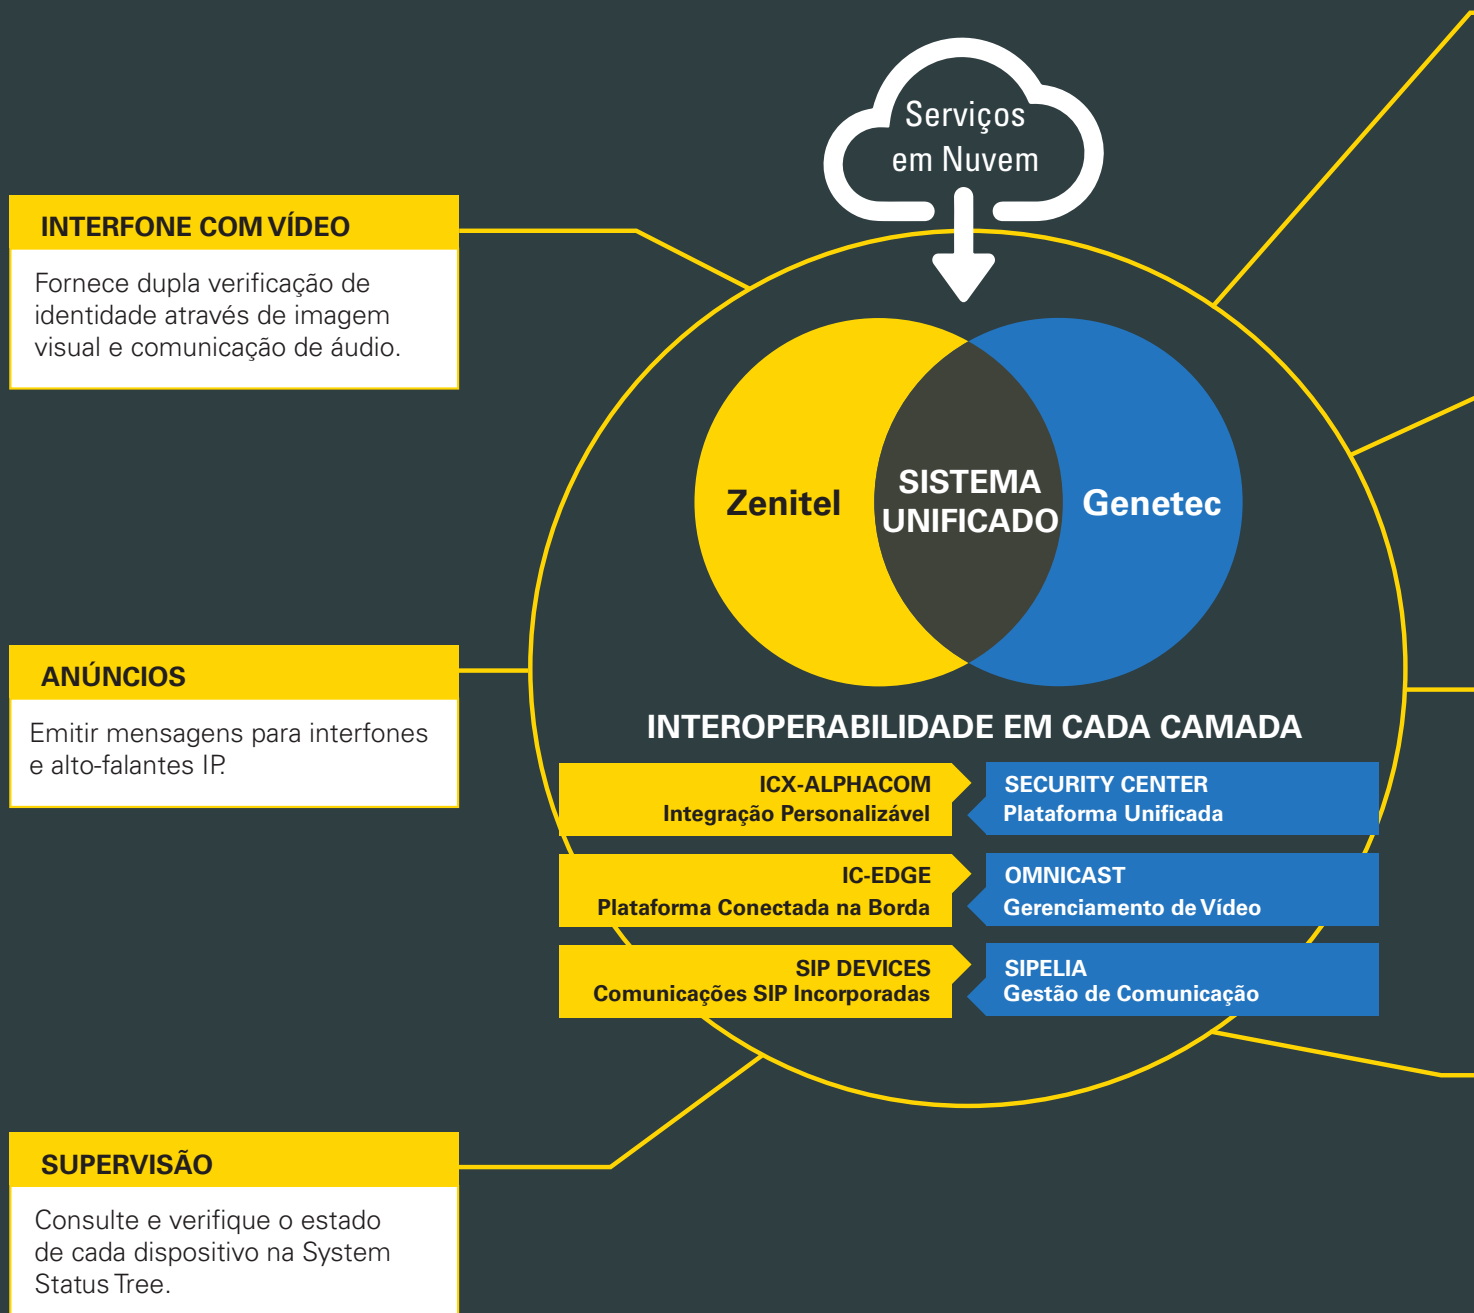 Serviços
em Nuvem
INTERFONE COM VÍDEO
Fornece dupla verificação de
identidade através de imagem
visual e comunicação de áudio.
Zenitel
SISTEMA
UNIFICADO
Genetec
ANÚNCIOS
Emitir mensagens para interfones
e alto-falantes IP.
INTEROPERABILIDADE EM CADA CAMADA
ICX-ALPHACOM
Integração Personalizável
SECURITY CENTER
Plataforma Unificada
IC-EDGE
Plataforma Conectada na Borda
OMNICAST
Gerenciamento de Vídeo
SIP DEVICES
Comunicações SIP Incorporadas
SIPELIA
Gestão de Comunicação
SUPERVISÃO
Consulte e verifique o estado
de cada dispositivo na System
Status Tree.